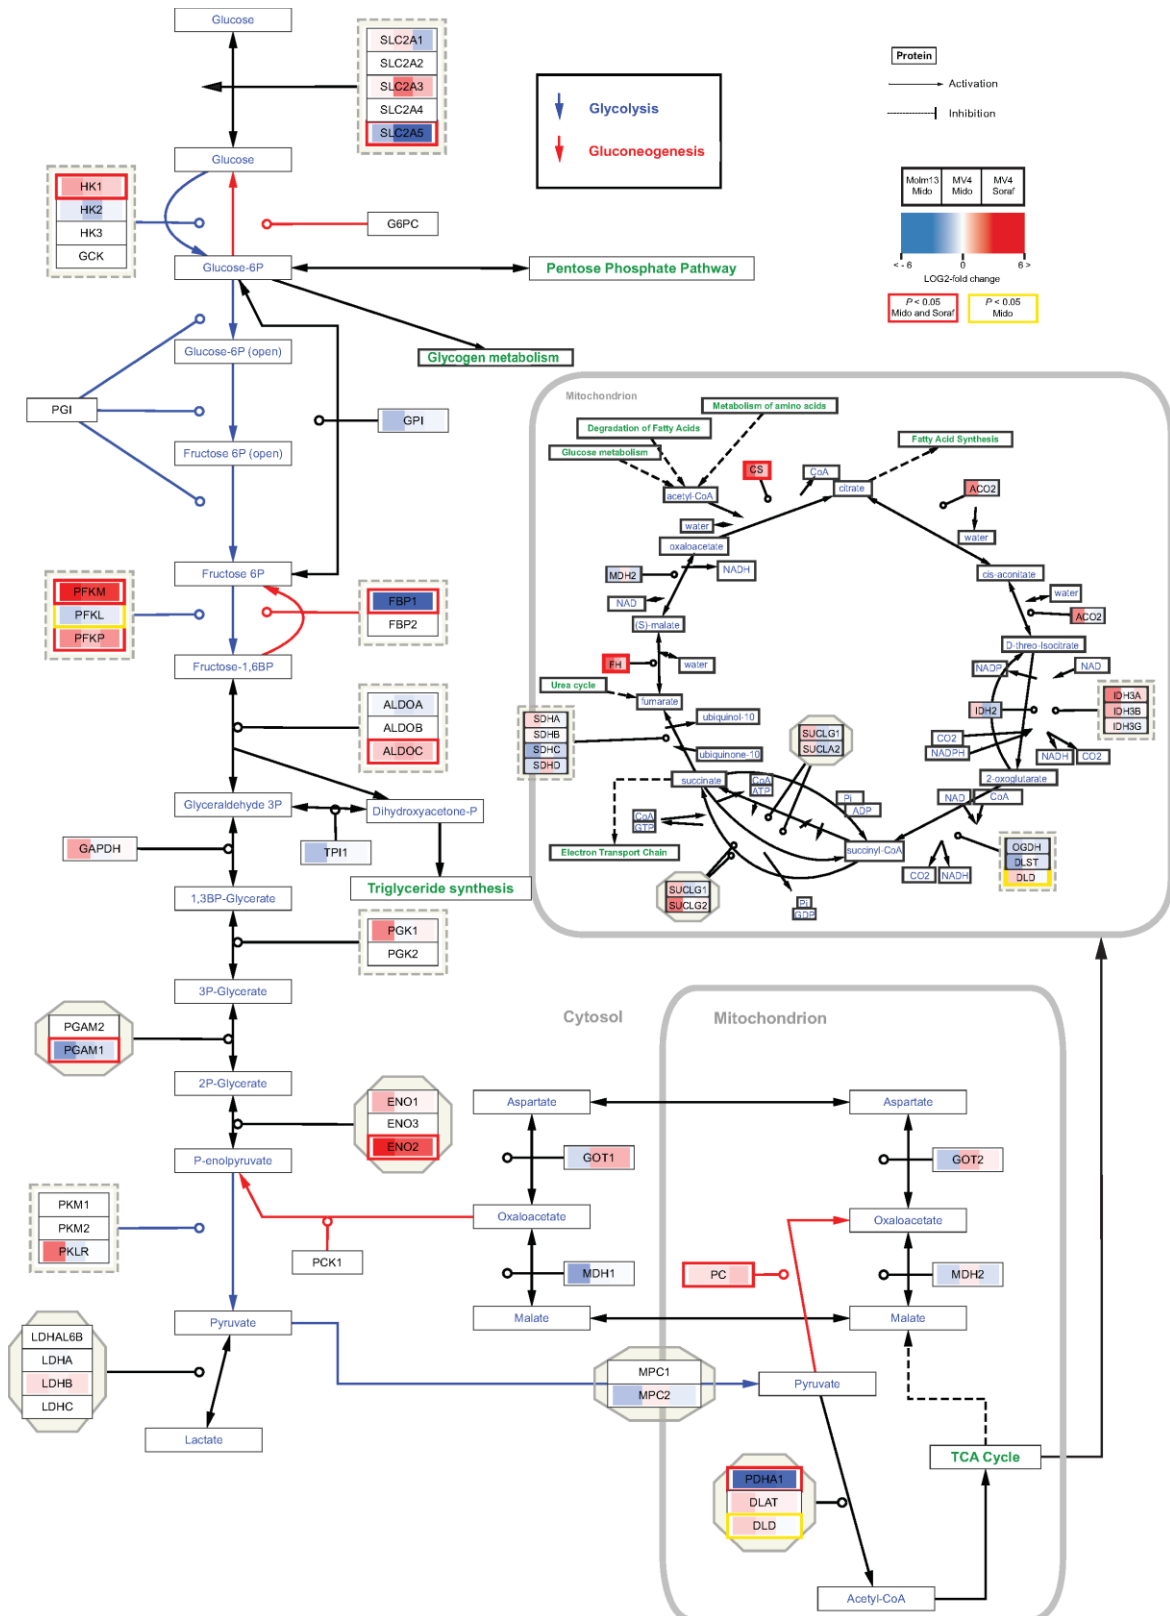 Glucose
SLC2A1
SLC2A2
SLC2A3
SLC2A4
SLC2A5
Glycolysis
Gluconeogenesis
Protein
Activation
Inhibition
Molm13 Mido
MV4 Mido
MV4 Soraf
< - 6
0
6 >
LOG2-fold change
P < 0.05 Mido and Soraf
P < 0.05 Mido
Glucose
HK1
HK2
HK3
GCK
G6PC
Glucose-6P
Pentose Phosphate Pathway
Glucose-6P (open)
Glycogen metabolism
PGI
GPI
Fructose 6P (open)
Fructose 6P
PFKM
PFKL
PFKP
FBP1
FBP2
Fructose-1,6BP
ALDOA
ALDOB
ALDOC
Glyceraldehyde 3P
Dihydroxyacetone-P
GAPDH
TPI1
Triglyceride synthesis
1,3BP-Glycerate
PGK1
PGK2
3P-Glycerate
PGAM2
PGAM1
2P-Glycerate
ENO1
ENO3
ENO2
P-enolpyruvate
PKM1
PKM2
PKLR
PCK1
Pyruvate
LDHAL6B
LDHA
LDHB
LDHC
Lactate
Mitochondrion
Metabolism of amino acids
Degradation of Fatty Acids
Glucose metabolism
Fatty Acid Synthesis
acetyl-CoA
CS
CoA
citrate
ACO2
water
water
oxaloacetate
MDH2
NADH
NAD
cis-aconitate
water
ACO2
(S)-malate
D-threo-Isocitrate
FH
water
NADP
NAD
Urea cycle
fumarate
IDH2
IDH3A
IDH3B
IDH3G
SDHA
SDHB
SDHC
SDHD
ubiquinol-10
ubiquinone-10
SUCLG1
SUCLA2
CO2
NADPH
NADH
CO2
succinate
CoA
ATP
2-oxoglutarate
NAD
CoA
Pi
ADP
CoA
GTP
succinyl-CoA
Electron Transport Chain
OGDH
DLST
DLD
CO2
NADH
SUCLG1
SUCLG2
Pi
GDP
Cytosol
Mitochondrion
Aspartate
Aspartate
GOT1
GOT2
Oxaloacetate
Oxaloacetate
MDH1
PC
MDH2
Malate
Malate
MPC1
MPC2
Pyruvate
TCA Cycle
PDHA1
DLAT
DLD
Acetyl-CoA